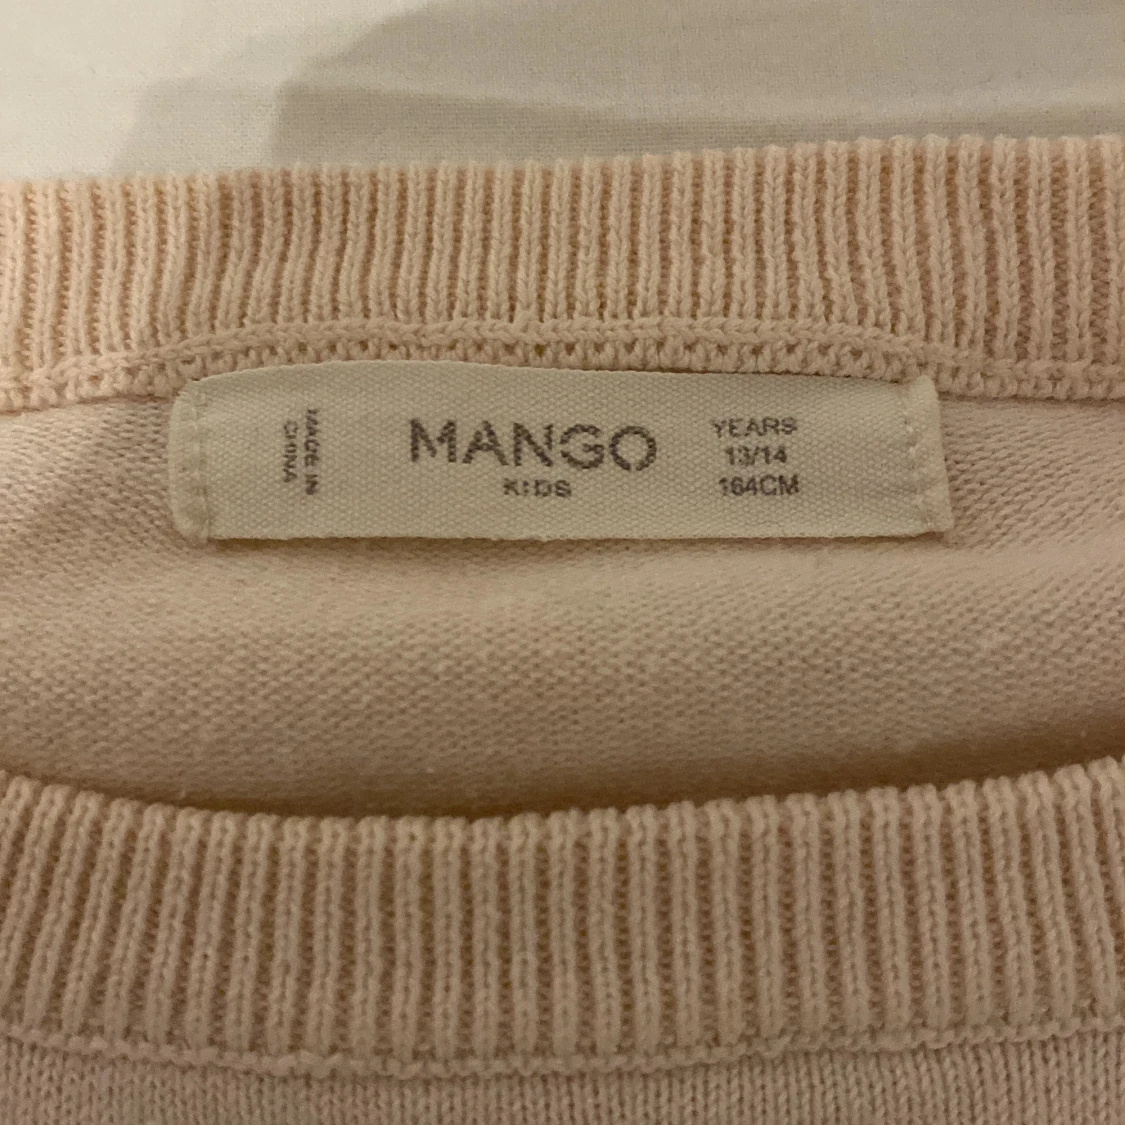 MADE IN
CHINA
MANGO
KIDS
YEARS
13/14
164CM